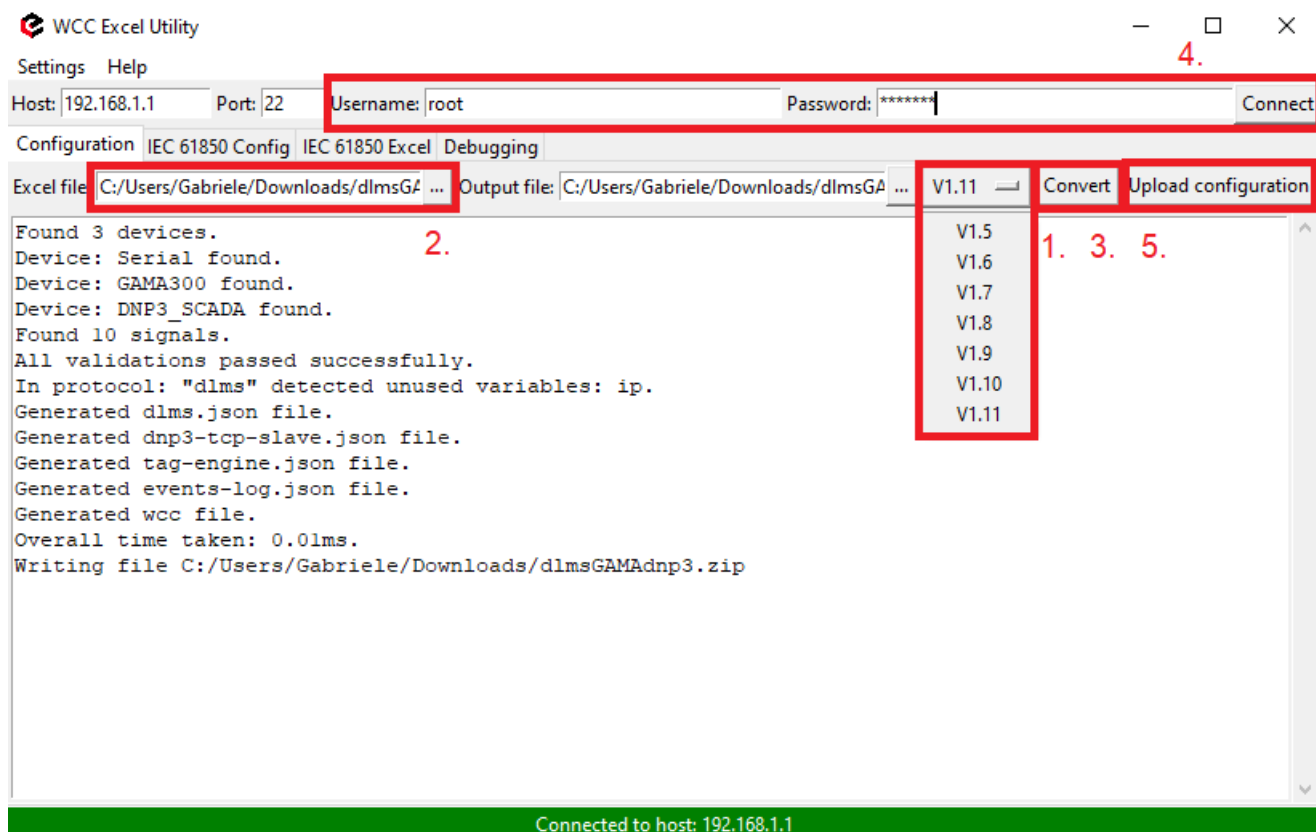 WCC Excel Utility
Settings Help
4.
Host: 192.168.1.1 Port: 22 Username: root Password: ******* Connect
Configuration IEC 61850 Config IEC 61850 Excel Debugging
Excel file C:/Users/Gabriele/Downloads/dlmsGA ... Output file: C:/Users/Gabriele/Downloads/dlmsGA ... V1.11 Convert Upload configuration
Found 3 devices.
Device: Serial found.
Device: GAMA300 found.
Device: DNP3_SCADA found.
Found 10 signals.
All validations passed successfully.
In protocol: "dlms" detected unused variables: ip.
Generated dlms.json file.
Generated dnp3-tcp-slave.json file.
Generated tag-engine.json file.
Generated events-log.json file.
Generated wcc file.
Overall time taken: 0.01ms.
Writing file C:/Users/Gabriele/Downloads/dlmsGAMAdnp3.zip
2.
V1.5
V1.6
V1.7
V1.8
V1.9
V1.10
V1.11
1. 3. 5.
Connected to host: 192.168.1.1